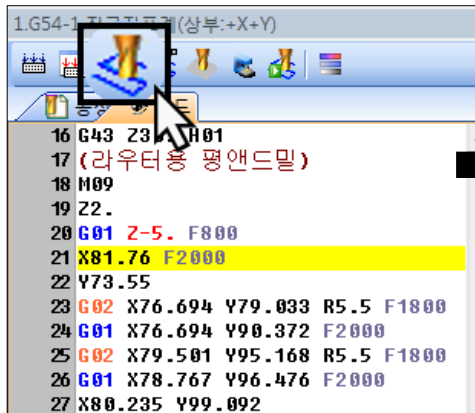 1.G54-1
(상부:+X+Y)
16 G43 Z3
H01
17 (라우터용 평앤드밀)
18 M09
19 Z2.
20 G01 Z-5. F800
21 X81.76 F2000
22 Y73.55
23 G02 X76.694 Y79.033 R5.5 F1800
24 G01 X76.694 Y90.372 F2000
25 G02 X79.501 Y95.168 R5.5 F1800
26 G01 X78.767 Y96.476 F2000
27 X80.235 Y99.092